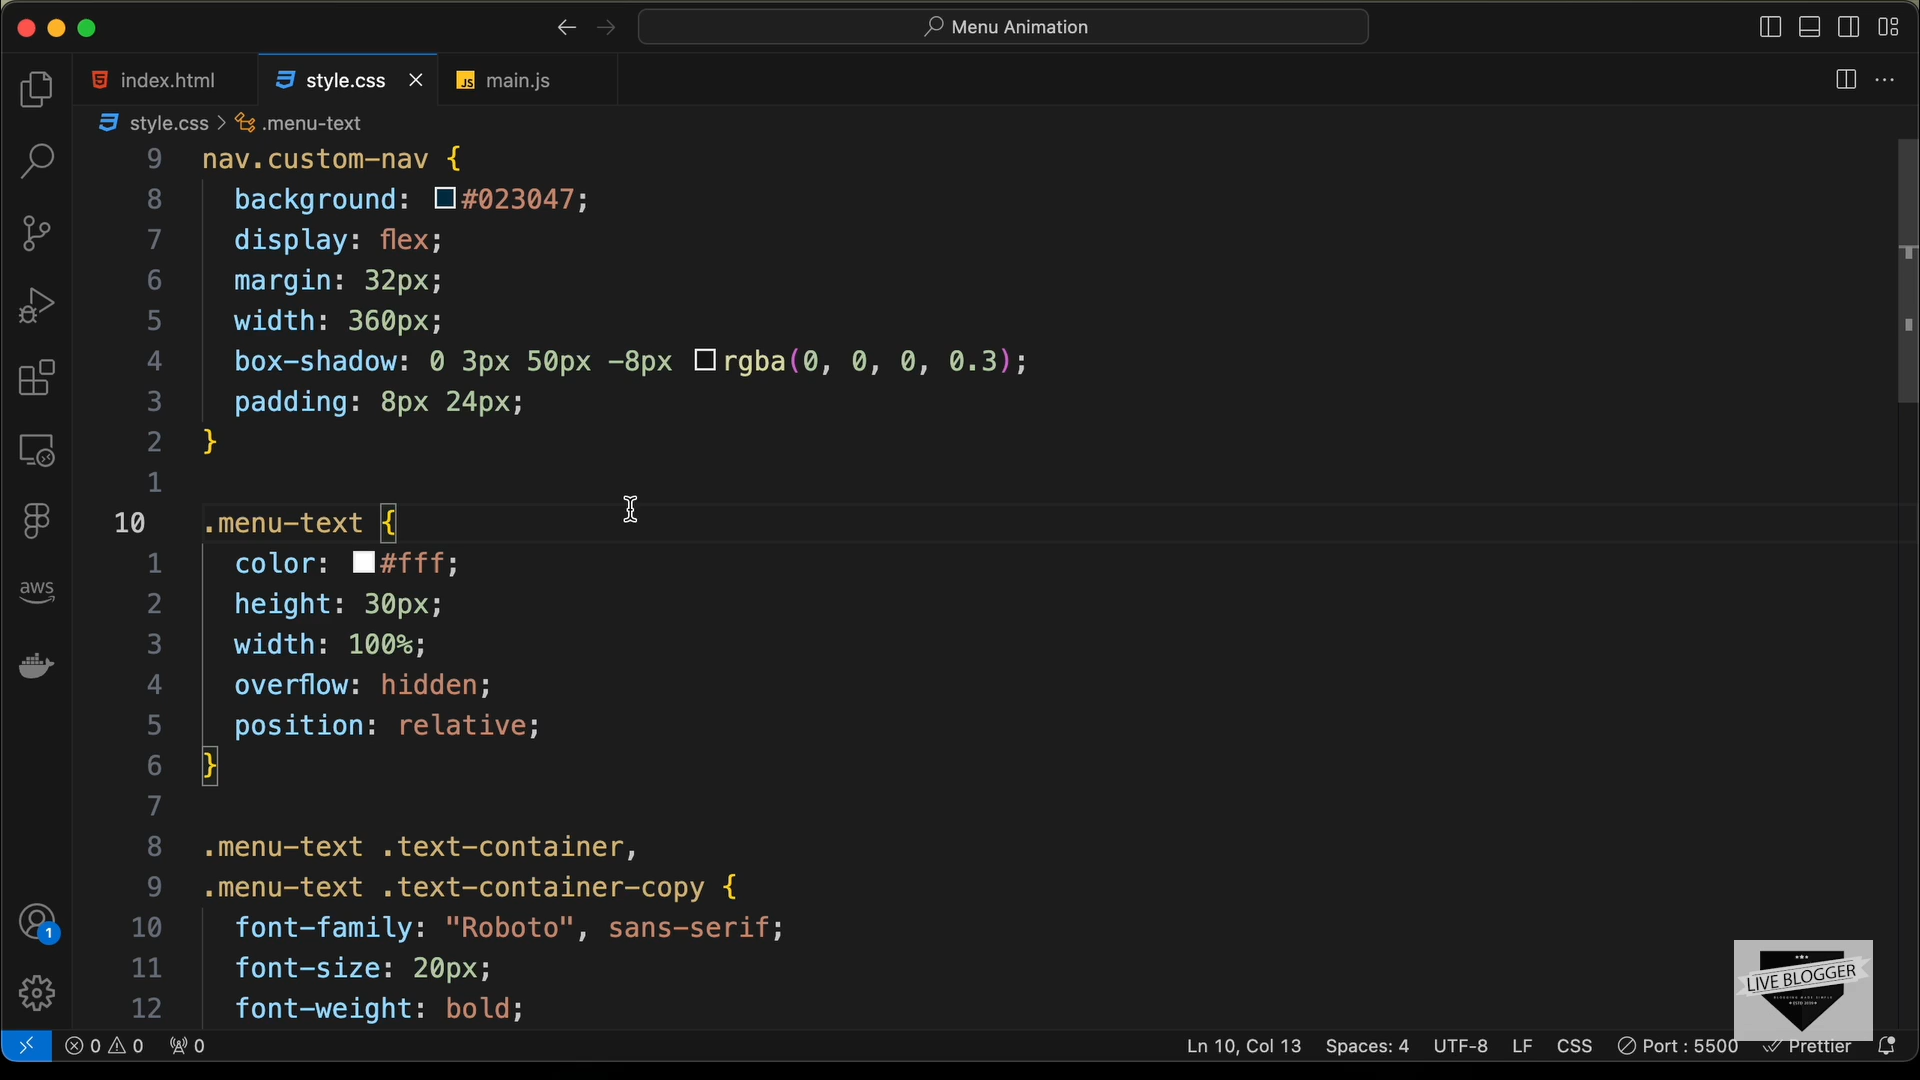 Menu Animation
index.html
style.css
JS main.js
style.css > .menu-text
9 nav.custom-nav {
8 background: #023047;
7 display: flex;
6 margin: 32px;
5 width: 360px;
4 box-shadow: 0 3px 50px -8px rgba(0, 0, 0, 0.3);
3 padding: 8px 24px;
2 }
1
10 .menu-text {
1 color: #fff;
2 height: 30px;
3 width: 100%;
4 overflow: hidden;
5 position: relative;
6 }
7
8 .menu-text .text-container,
9 .menu-text .text-container-copy {
10 font-family: "Roboto", sans-serif;
11 font-size: 20px;
12 font-weight: bold;
aws
1
LIVE BLOGGER
0 0 0
Ln 10, Col 13
Spaces: 4
UTF-8
LF
CSS
Port : 5500
Prettier